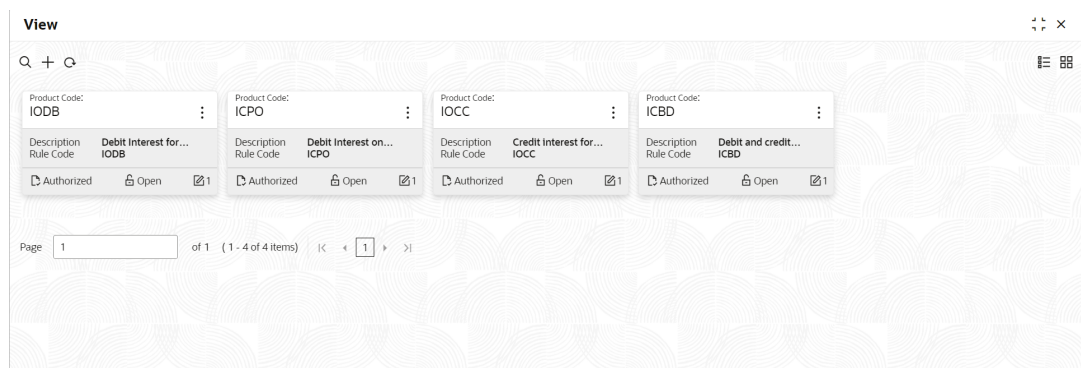 View
Product Code: Product Code: Product Code: Product Code:
IODB ICPO IOCC ICBD
Description Debit Interest for... Description Debit Interest on... Description Credit interest for... Description Debit and credit...
Rule Code IODB Rule Code ICPO Rule Code IOCC Rule Code ICBD
Authorized Open 1 Authorized Open 1 Authorized Open 1 Authorized Open 1
Page 1 of 1 ( 1 - 4 of 4 items) 1